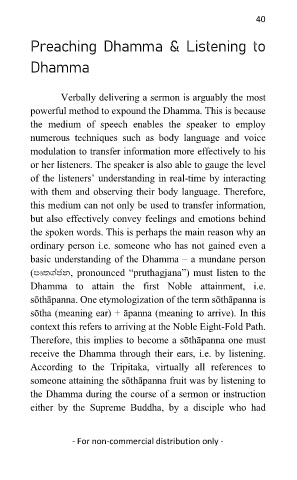 40
Preaching Dhamma & Listening to
Dhamma
Verbally delivering a sermon is arguably the most
powerful method to expound the Dhamma. This is because
the medium of speech enables the speaker to employ
numerous techniques such as body language and voice
modulation to transfer information more effectively to his
or her listeners. The speaker is also able to gauge the level
of the listeners’ understanding in real-time by interacting
with them and observing their body language. Therefore,
this medium can not only be used to transfer information,
but also effectively convey feelings and emotions behind
the spoken words. This is perhaps the main reason why an
ordinary person i.e. someone who has not gained even a
basic understanding of the Dhamma – a mundane person
(පෘතග්ජන, pronounced “pruthagjana”) must listen to the
Dhamma to attain the first Noble attainment, i.e.
sōthāpanna. One etymologization of the term sōthāpanna is
sōtha (meaning ear) + āpanna (meaning to arrive). In this
context this refers to arriving at the Noble Eight-Fold Path.
Therefore, this implies to become a sōthāpanna one must
receive the Dhamma through their ears, i.e. by listening.
According to the Tripitaka, virtually all references to
someone attaining the sōthāpanna fruit was by listening to
the Dhamma during the course of a sermon or instruction
either by the Supreme Buddha, by a disciple who had
- For non-commercial distribution only -